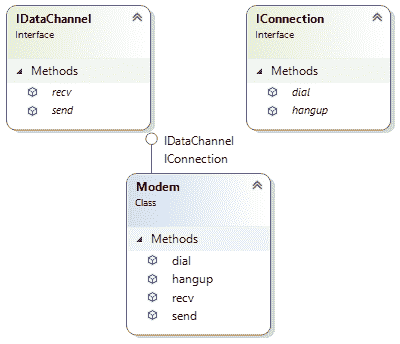 IDataChannel
Interface
Methods
recv
send
IConnection
Interface
Methods
dial
hangup
IDataChannel
IConnection
Modem
Class
Methods
dial
hangup
recv
send